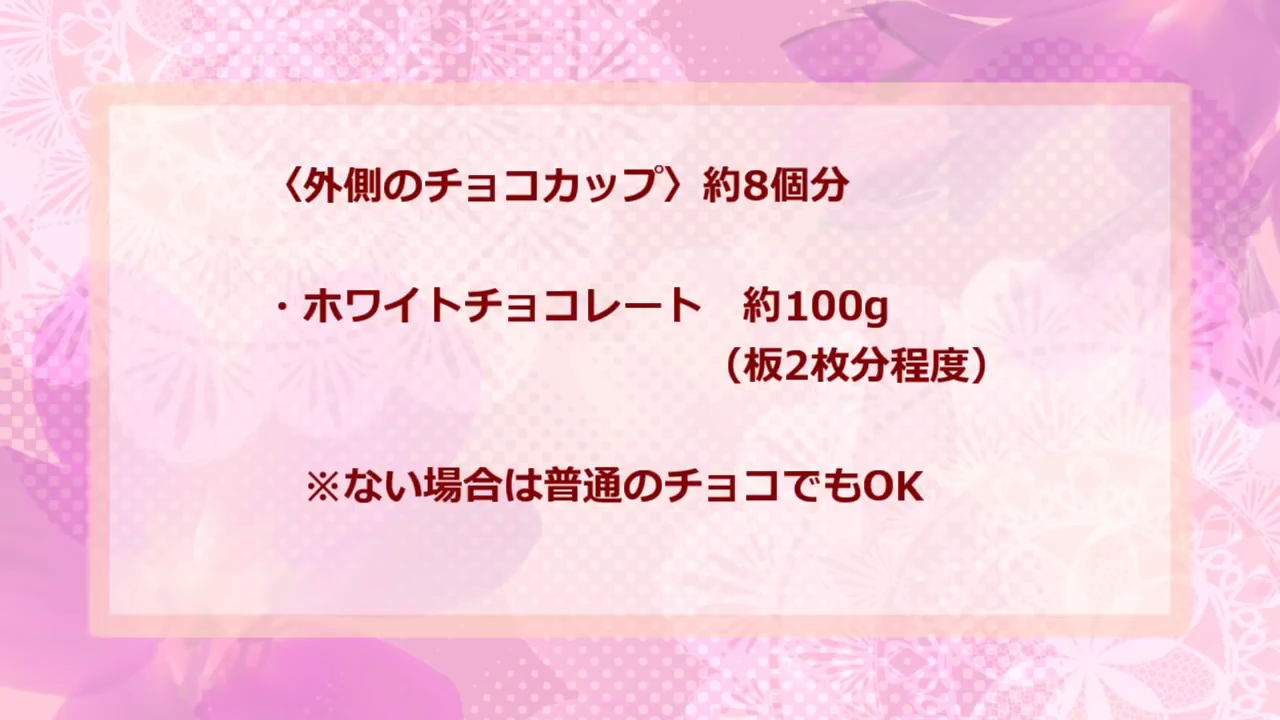 〈外側のチョコカップ〉約8個分
・ホワイトチョコレート　約100g
（板2枚分程度）
※ない場合は普通のチョコでもOK